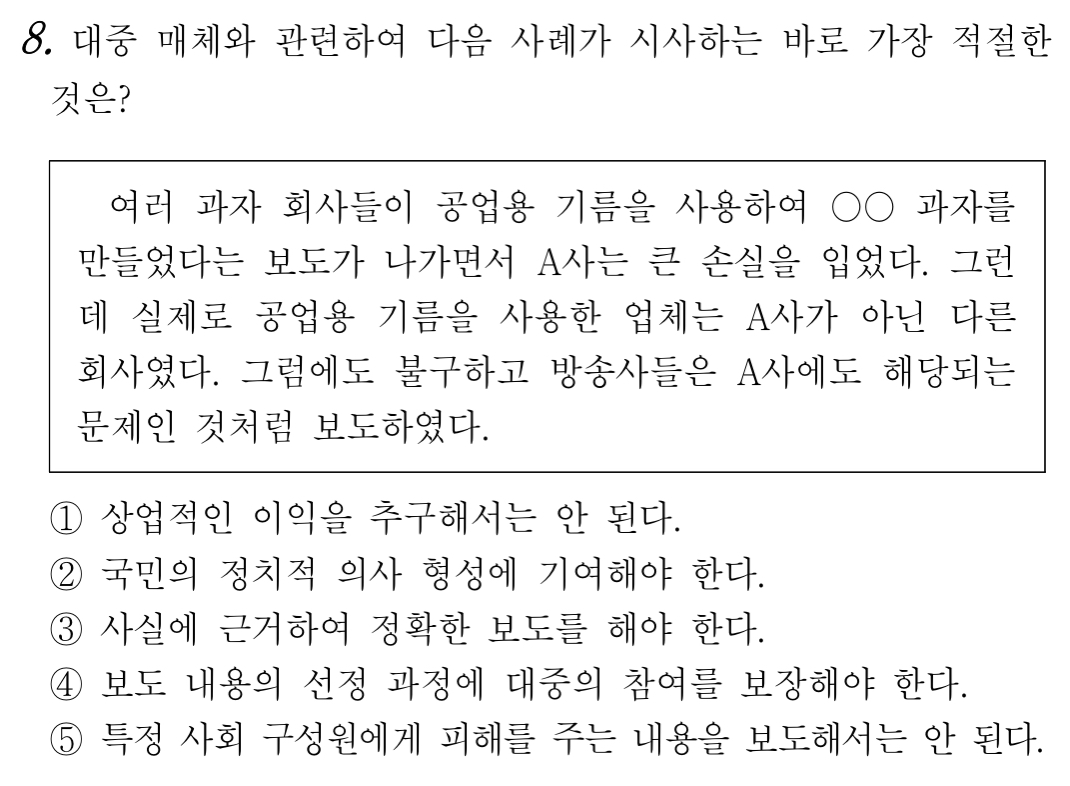 8. 대중 매체와 관련하여 다음 사례가 시사하는 바로 가장 적절한
것은?
여러 과자 회사들이 공업용 기름을 사용하여 ○○ 과자를
만들었다는 보도가 나가면서 A사는 큰 손실을 입었다. 그런
데 실제로 공업용 기름을 사용한 업체는 A사가 아닌 다른
회사였다. 그럼에도 불구하고 방송사들은 A사에도 해당되는
문제인 것처럼 보도하였다.
① 상업적인 이익을 추구해서는 안 된다.
② 국민의 정치적 의사 형성에 기여해야 한다.
③ 사실에 근거하여 정확한 보도를 해야 한다.
④ 보도 내용의 선정 과정에 대중의 참여를 보장해야 한다.
⑤ 특정 사회 구성원에게 피해를 주는 내용을 보도해서는 안 된다.